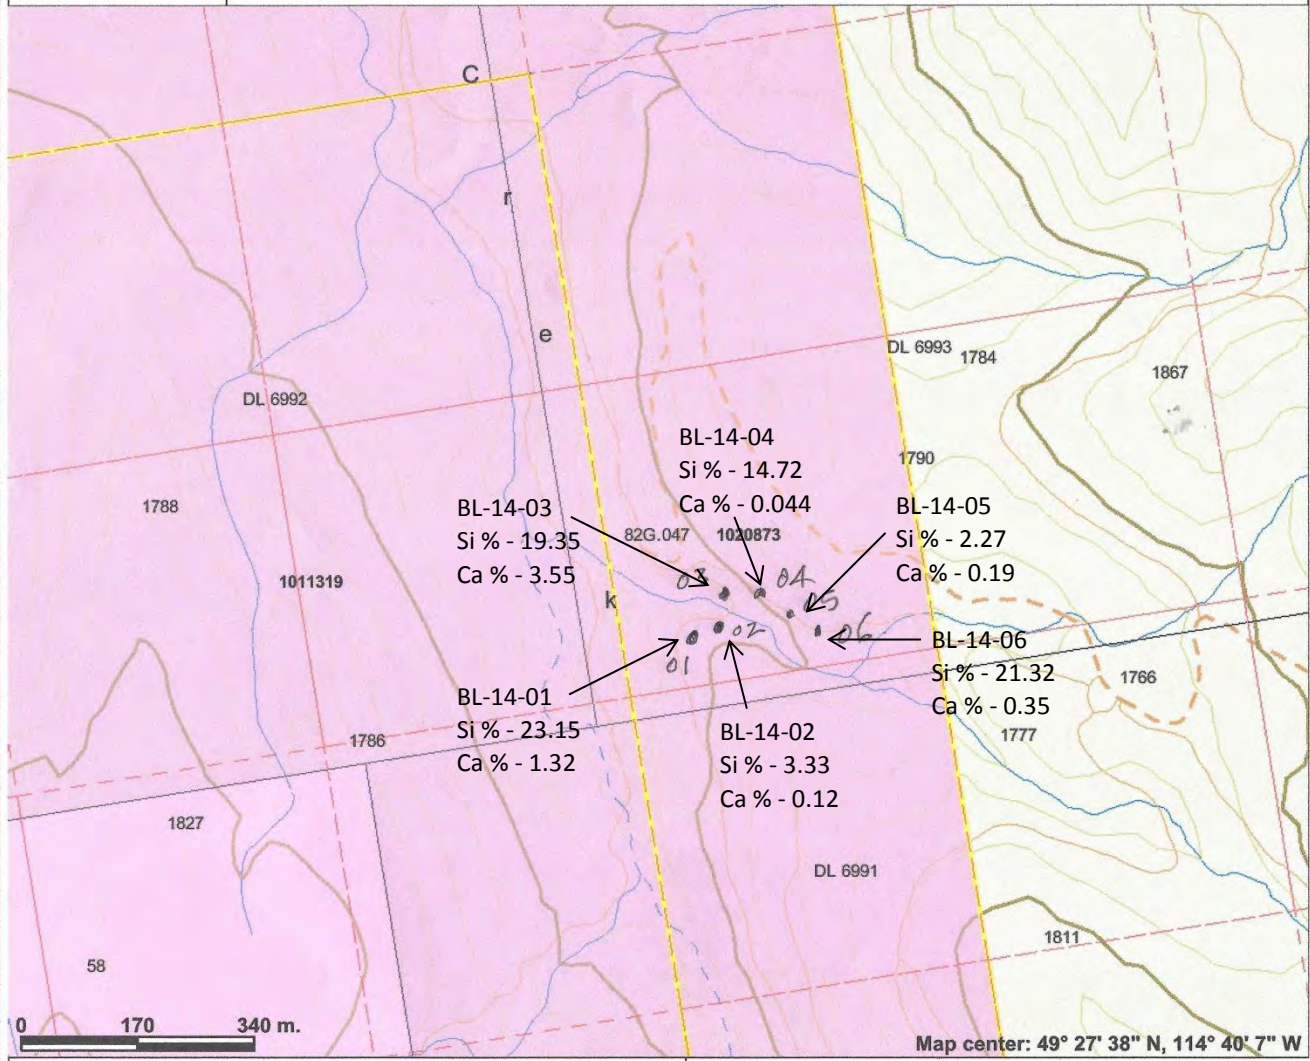 C
r
e
DL 6993
1784
1867
DL 6992
BL-14-04
Si % - 14.72
Ca % - 0.044
1790
1788
BL-14-03
Si % - 19.35
Ca % - 3.55
BL-14-05
Si % - 2.27
Ca % - 0.19
82G.047
1020873
1011319
03
04
05
k
02
06
01
BL-14-06
Si % - 21.32
Ca % - 0.35
1766
BL-14-01
Si % - 23.15
Ca % - 1.32
BL-14-02
Si % - 3.33
Ca % - 0.12
1777
1786
1827
DL 6991
1811
58
0 170 340 m.
Map center: 49° 27' 38" N, 114° 40' 7" W